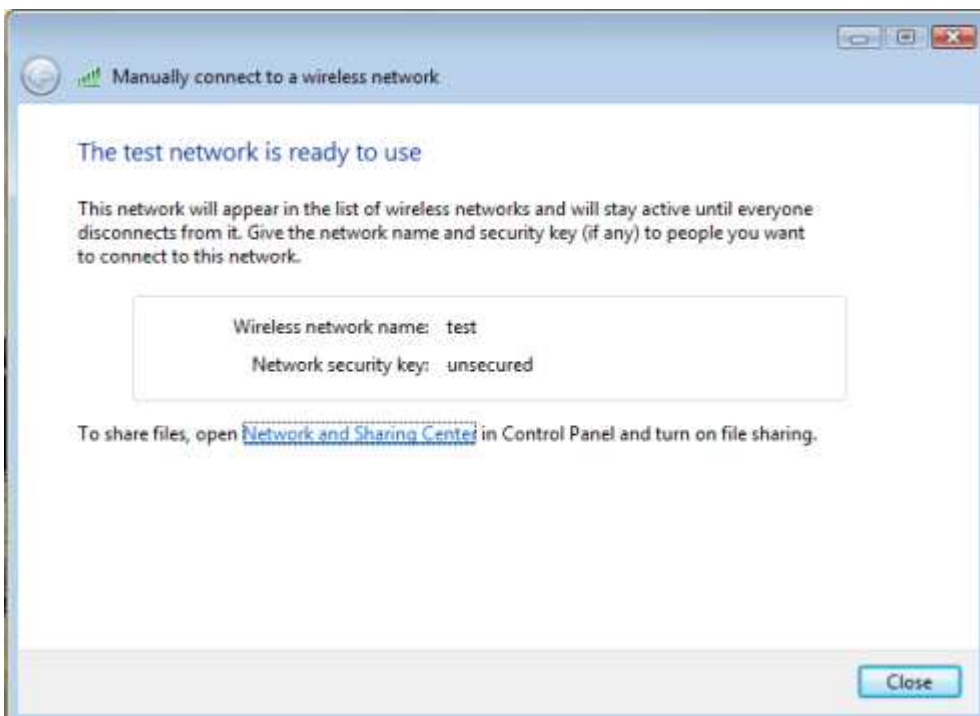 Manually connect to a wireless network
The test network is ready to use
This network will appear in the list of wireless networks and will stay active until everyone
disconnects from it. Give the network name and security key (if any) to people you want
to connect to this network.
Wireless network name: test
Network security key: unsecured
To share files, open Network and Sharing Center in Control Panel and turn on file sharing.
Close